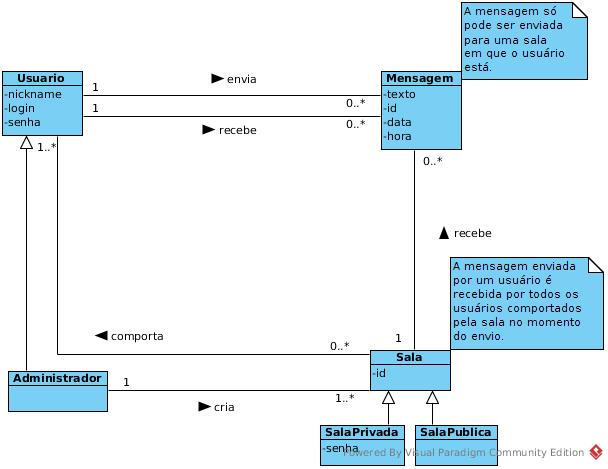 A mensagem só
pode ser enviada
para uma sala
em que o usuário
está.
Usuario
-nickname
-login
-senha
1
envia
0..*
1
recebe
0..*
Mensagem
-texto
-id
-data
-hora
1..*
0..*
recebe
A mensagem enviada
por um usuário é
recebida por todos os
usuários comportados
pela sala no momento
do envio.
comporta
0..*
1
Sala
-id
Administrador
1
cria
1..*
SalaPrivada
-senha
SalaPublica
Powered By Visual Paradigm Community Edition